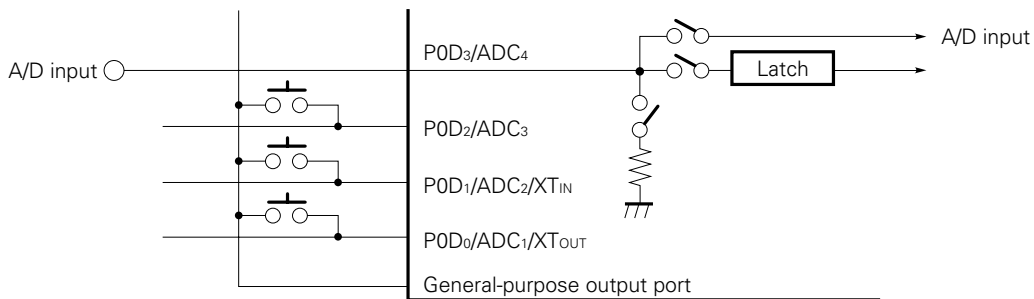 P0D₃/ADC₄
A/D input
A/D input
Latch
P0D₂/ADC₃
P0D₁/ADC₂/XTIN
P0D₀/ADC₁/XTOUT
General-purpose output port